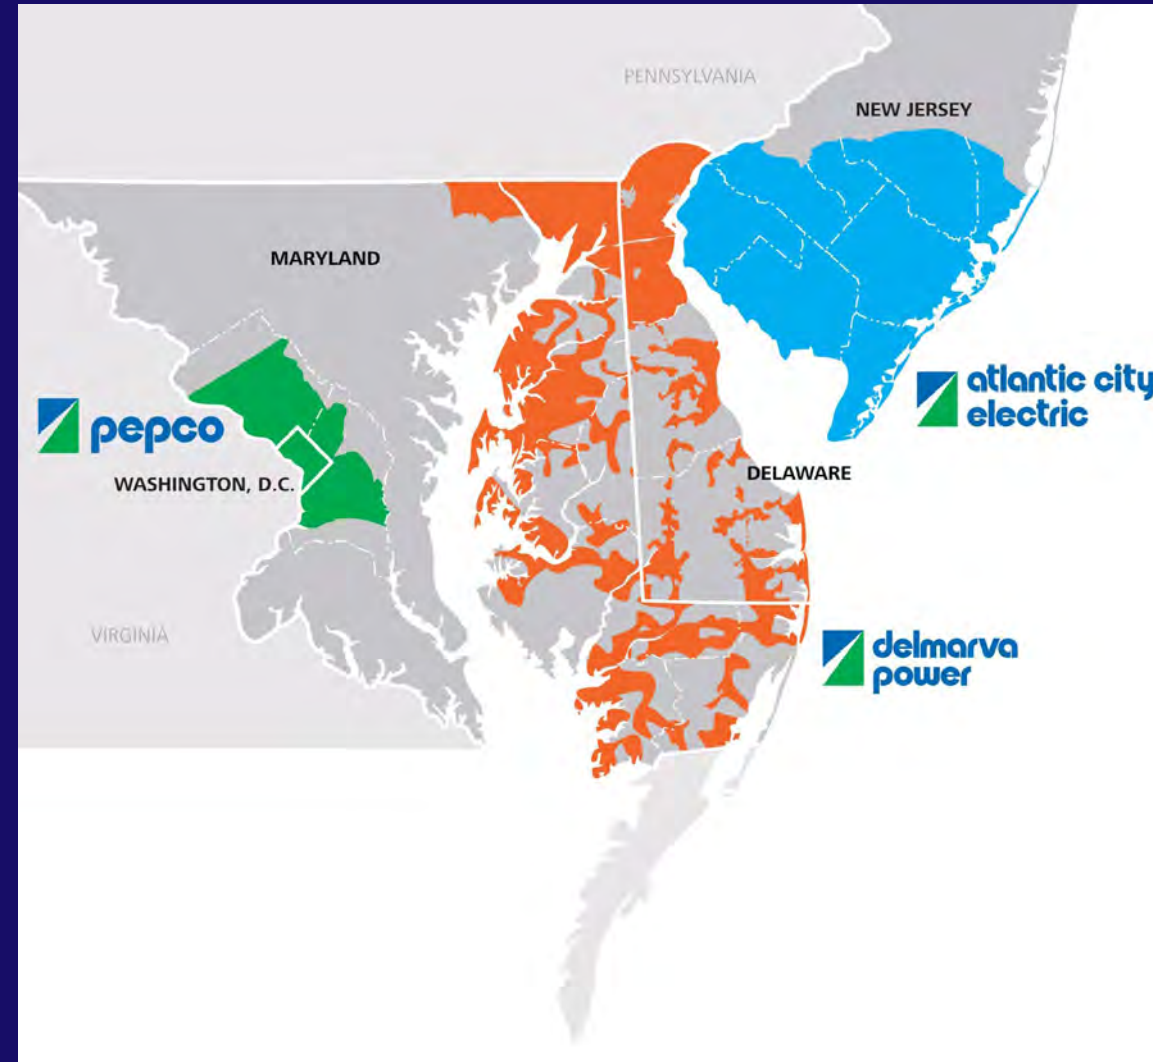 PENNSYLVANIA
NEW JERSEY
MARYLAND
atlantic city
electric
pepco
DELAWARE
WASHINGTON, D.C.
VIRGINIA
delmarva
power